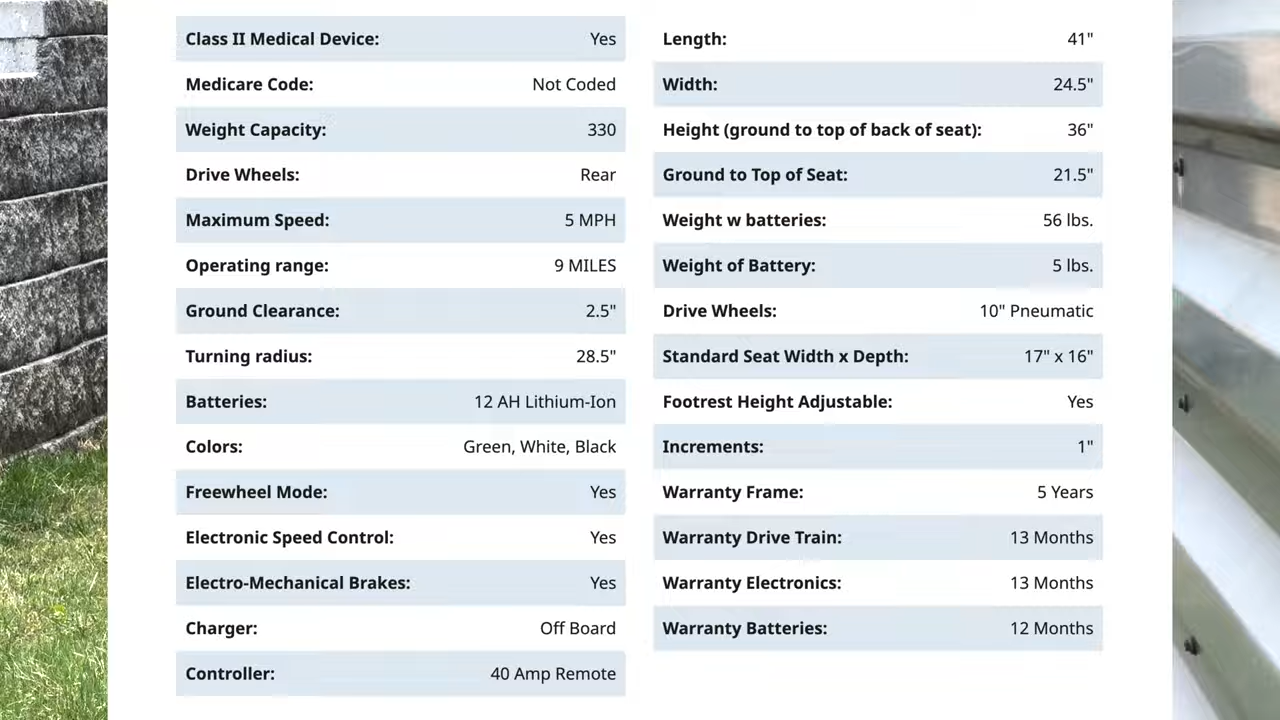 Class II Medical Device: Yes
Medicare Code: Not Coded
Weight Capacity: 330
Drive Wheels: Rear
Maximum Speed: 5 MPH
Operating range: 9 MILES
Ground Clearance: 2.5"
Turning radius: 28.5"
Batteries: 12 AH Lithium-Ion
Colors: Green, White, Black
Freewheel Mode: Yes
Electronic Speed Control: Yes
Electro-Mechanical Brakes: Yes
Charger: Off Board
Controller: 40 Amp Remote
Length: 41"
Width: 24.5"
Height (ground to top of back of seat): 36"
Ground to Top of Seat: 21.5"
Weight w batteries: 56 lbs.
Weight of Battery: 5 lbs.
Drive Wheels: 10" Pneumatic
Standard Seat Width x Depth: 17" x 16"
Footrest Height Adjustable: Yes
Increments: 1"
Warranty Frame: 5 Years
Warranty Drive Train: 13 Months
Warranty Electronics: 13 Months
Warranty Batteries: 12 Months